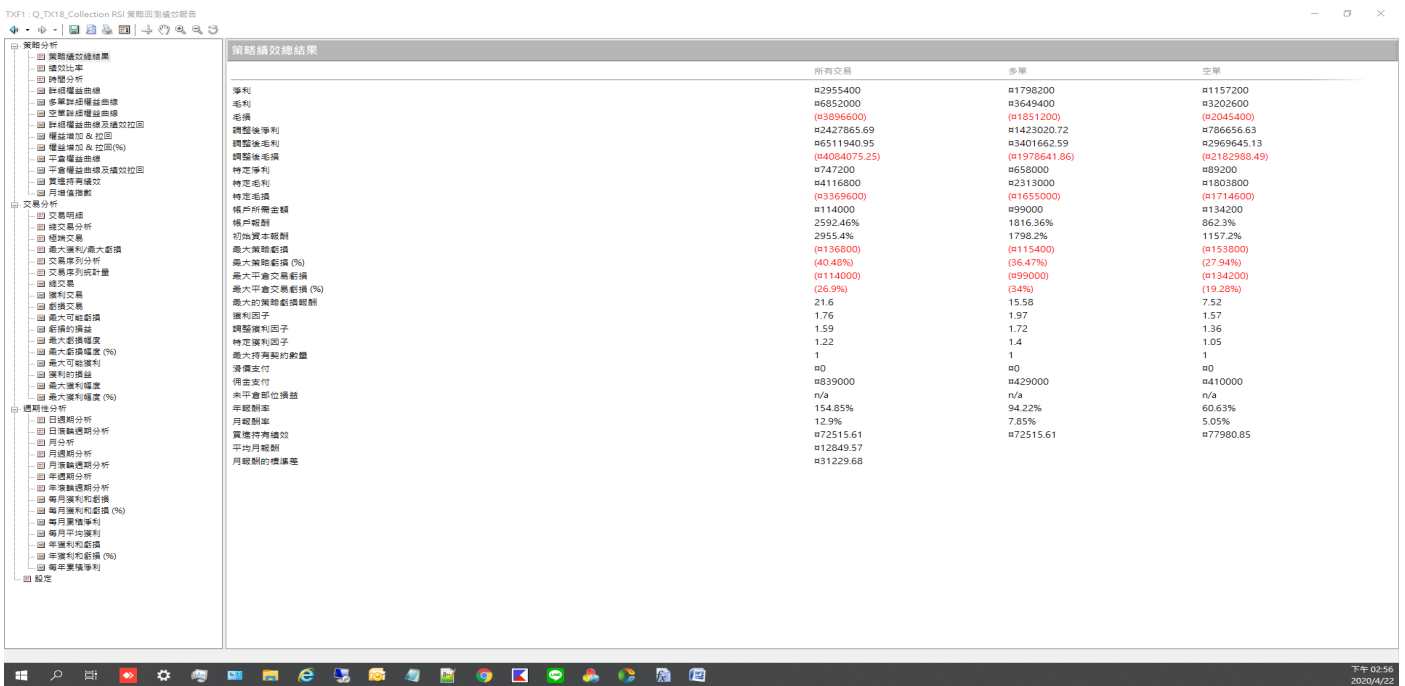 TXF1 : Q_TX18_Collection RSI 策略回測績效報告
策略分析
策略績效總結果
績效比率
時間分析
詳細權益曲線
多單詳細權益曲線
空單詳細權益曲線
詳細權益曲線及績效拉回
權益增加 & 拉回
權益增加 & 拉回(%)
平倉權益曲線
平倉權益曲線及績效拉回
買進持有績效
月增值指數
交易分析
交易明細
總交易分析
極端交易
最大獲利/最大虧損
交易序列分析
交易序列統計量
總交易
獲利交易
虧損交易
最大可能虧損
虧損的損益
最大虧損幅度
最大虧損幅度 (%)
最大可能獲利
獲利的損益
最大獲利幅度
最大獲利幅度 (%)
週期性分析
日週期分析
日滾輪週期分析
月分析
月週期分析
月滾輪週期分析
年週期分析
年滾輪週期分析
每月獲利和虧損
每月獲利和虧損 (%)
每月累積淨利
每月平均獲利
年獲利和虧損
年獲利和虧損 (%)
每年累積淨利
設定
策略績效總結果
所有交易 多單 空單
淨利 ¤2955400 ¤1798200 ¤1157200
毛利 ¤6852000 ¤3649400 ¤3202600
毛損 (¤3896600) (¤1851200) (¤2045400)
調整後淨利 ¤2427865.69 ¤1423020.72 ¤786656.63
調整後毛利 ¤6511940.95 ¤3401662.59 ¤2969645.13
調整後毛損 (¤4084075.25) (¤1978641.86) (¤2182988.49)
特定淨利 ¤747200 ¤658000 ¤89200
特定毛利 ¤4116800 ¤2313000 ¤1803800
特定毛損 (¤3369600) (¤1655000) (¤1714600)
帳戶所需金額 ¤114000 ¤99000 ¤134200
帳戶報酬 2592.46% 1816.36% 862.3%
初始資本報酬 2955.4% 1798.2% 1157.2%
最大策略虧損 (¤136800) (¤115400) (¤153800)
最大策略虧損 (%) (40.48%) (36.47%) (27.94%)
最大平倉交易虧損 (¤114000) (¤99000) (¤134200)
最大平倉交易虧損 (%) (26.9%) (34%) (19.28%)
最大的策略虧損報酬 21.6 15.58 7.52
獲利因子 1.76 1.97 1.57
調整獲利因子 1.59 1.72 1.36
特定獲利因子 1.22 1.4 1.05
最大持有契約數量 1 1 1
滑價支付 ¤0 ¤0 ¤0
佣金支付 ¤839000 ¤429000 ¤410000
未平倉部位損益 n/a n/a n/a
年報酬率 154.85% 94.22% 60.63%
月報酬率 12.9% 7.85% 5.05%
買進持有績效 ¤72515.61 ¤72515.61 ¤77980.85
平均月報酬 ¤12849.57
月報酬的標準差 ¤31229.68
下午 02:56
2020/4/22